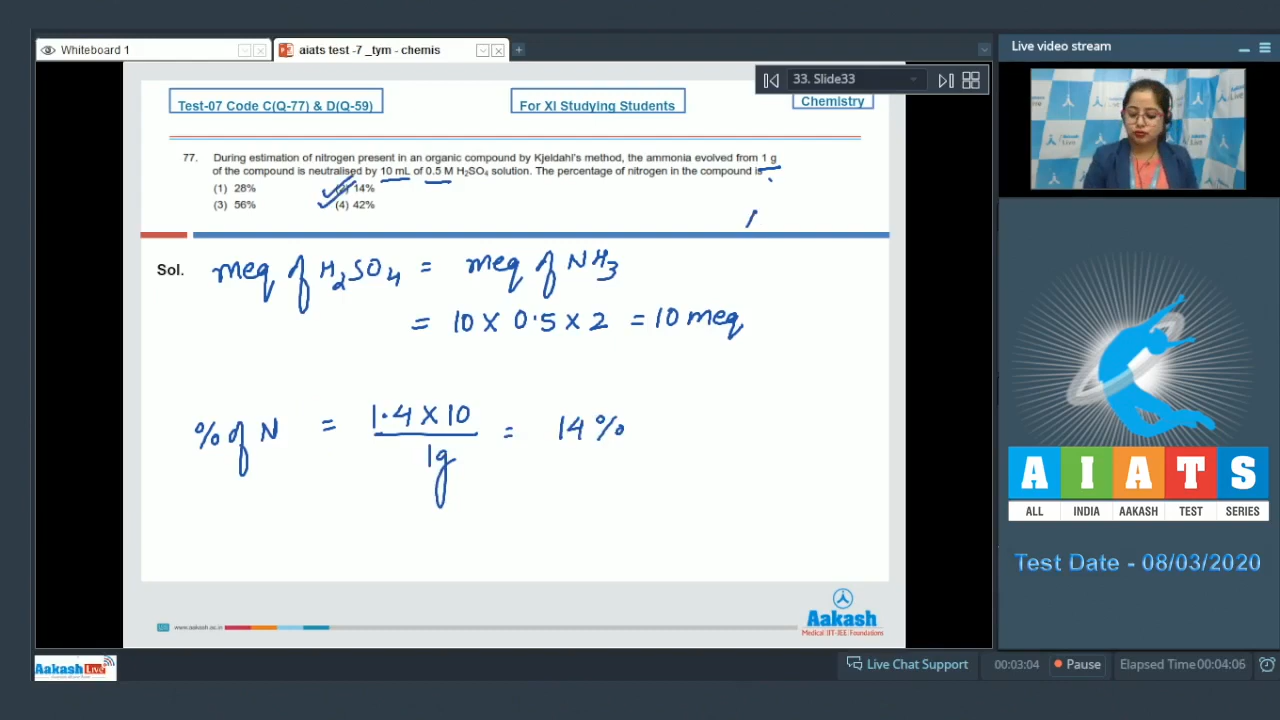 Whiteboard 1
aiats test -7 _tym - chemis
Live video stream
33. Slide33
Test-07 Code C(Q-77) & D(Q-59)
For XI Studying Students
Chemistry
77. During estimation of nitrogen present in an organic compound by Kjeldahl's method, the ammonia evolved from 1 g
of the compound is neutralised by 10 mL of 0.5 M H₂SO₄ solution. The percentage of nitrogen in the compound is
(1) 28% (2) 14%
(3) 56% (4) 42%
Sol. meq of H₂SO₄ = meq of NH₃
= 10 × 0.5 × 2 = 10 meq
% of N = 1.4 × 10 / 1g = 14%
A I A T S
ALL INDIA AAKASH TEST SERIES
Test Date - 08/03/2020
www.aakash.ac.in
Aakash
Medical|IIT-JEE|Foundations
Aakash Live
Live Chat Support
00:03:04
Pause
Elapsed Time 00:04:06